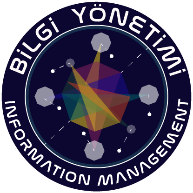 BİLGİ YÖNETİMİ
INFORMATION MANAGEMENT